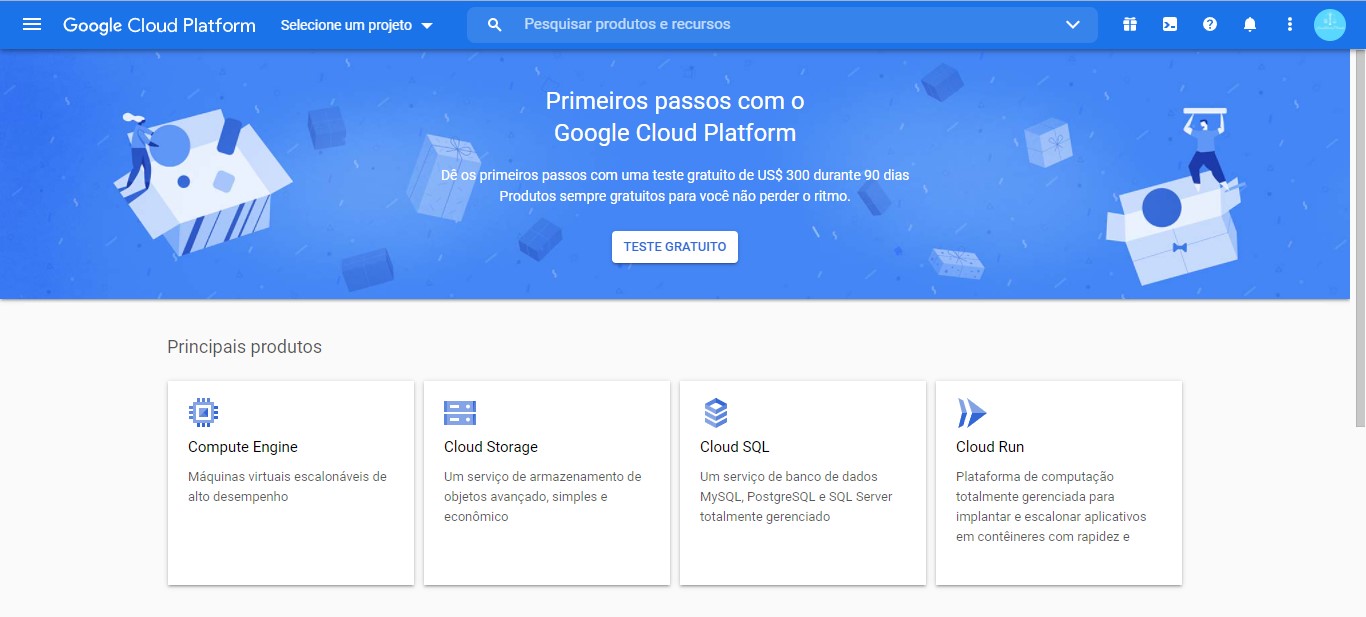 Google Cloud Platform Selecione um projeto Pesquisar produtos e recursos
Primeiros passos com o
Google Cloud Platform
Dê os primeiros passos com uma teste gratuito de US$ 300 durante 90 dias
Produtos sempre gratuitos para você não perder o ritmo.
TESTE GRATUITO
Principais produtos
Compute Engine
Máquinas virtuais escalonáveis de
alto desempenho
Cloud Storage
Um serviço de armazenamento de
objetos avançado, simples e
econômico
Cloud SQL
Um serviço de banco de dados
MySQL, PostgreSQL e SQL Server
totalmente gerenciado
Cloud Run
Plataforma de computação
totalmente gerenciada para
implantar e escalonar aplicativos
em contêineres com rapidez e